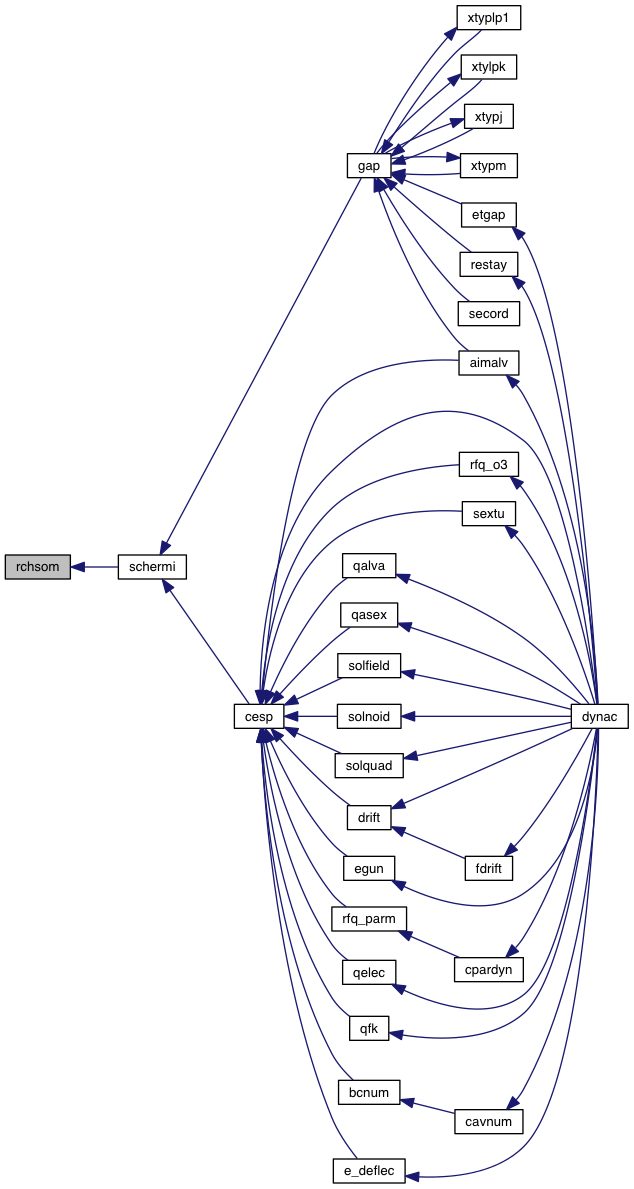 xtyplp1
xtylpk
xtypj
gap
xtypm
etgap
restay
secord
aimalv
rfq_o3
sextu
rchsom
schermi
qalva
qasex
solfield
cesp
solnoid
dynac
solquad
drift
egun
fdrift
rfq_parm
qelec
cpardyn
qfk
bcnum
cavnum
e_deflec